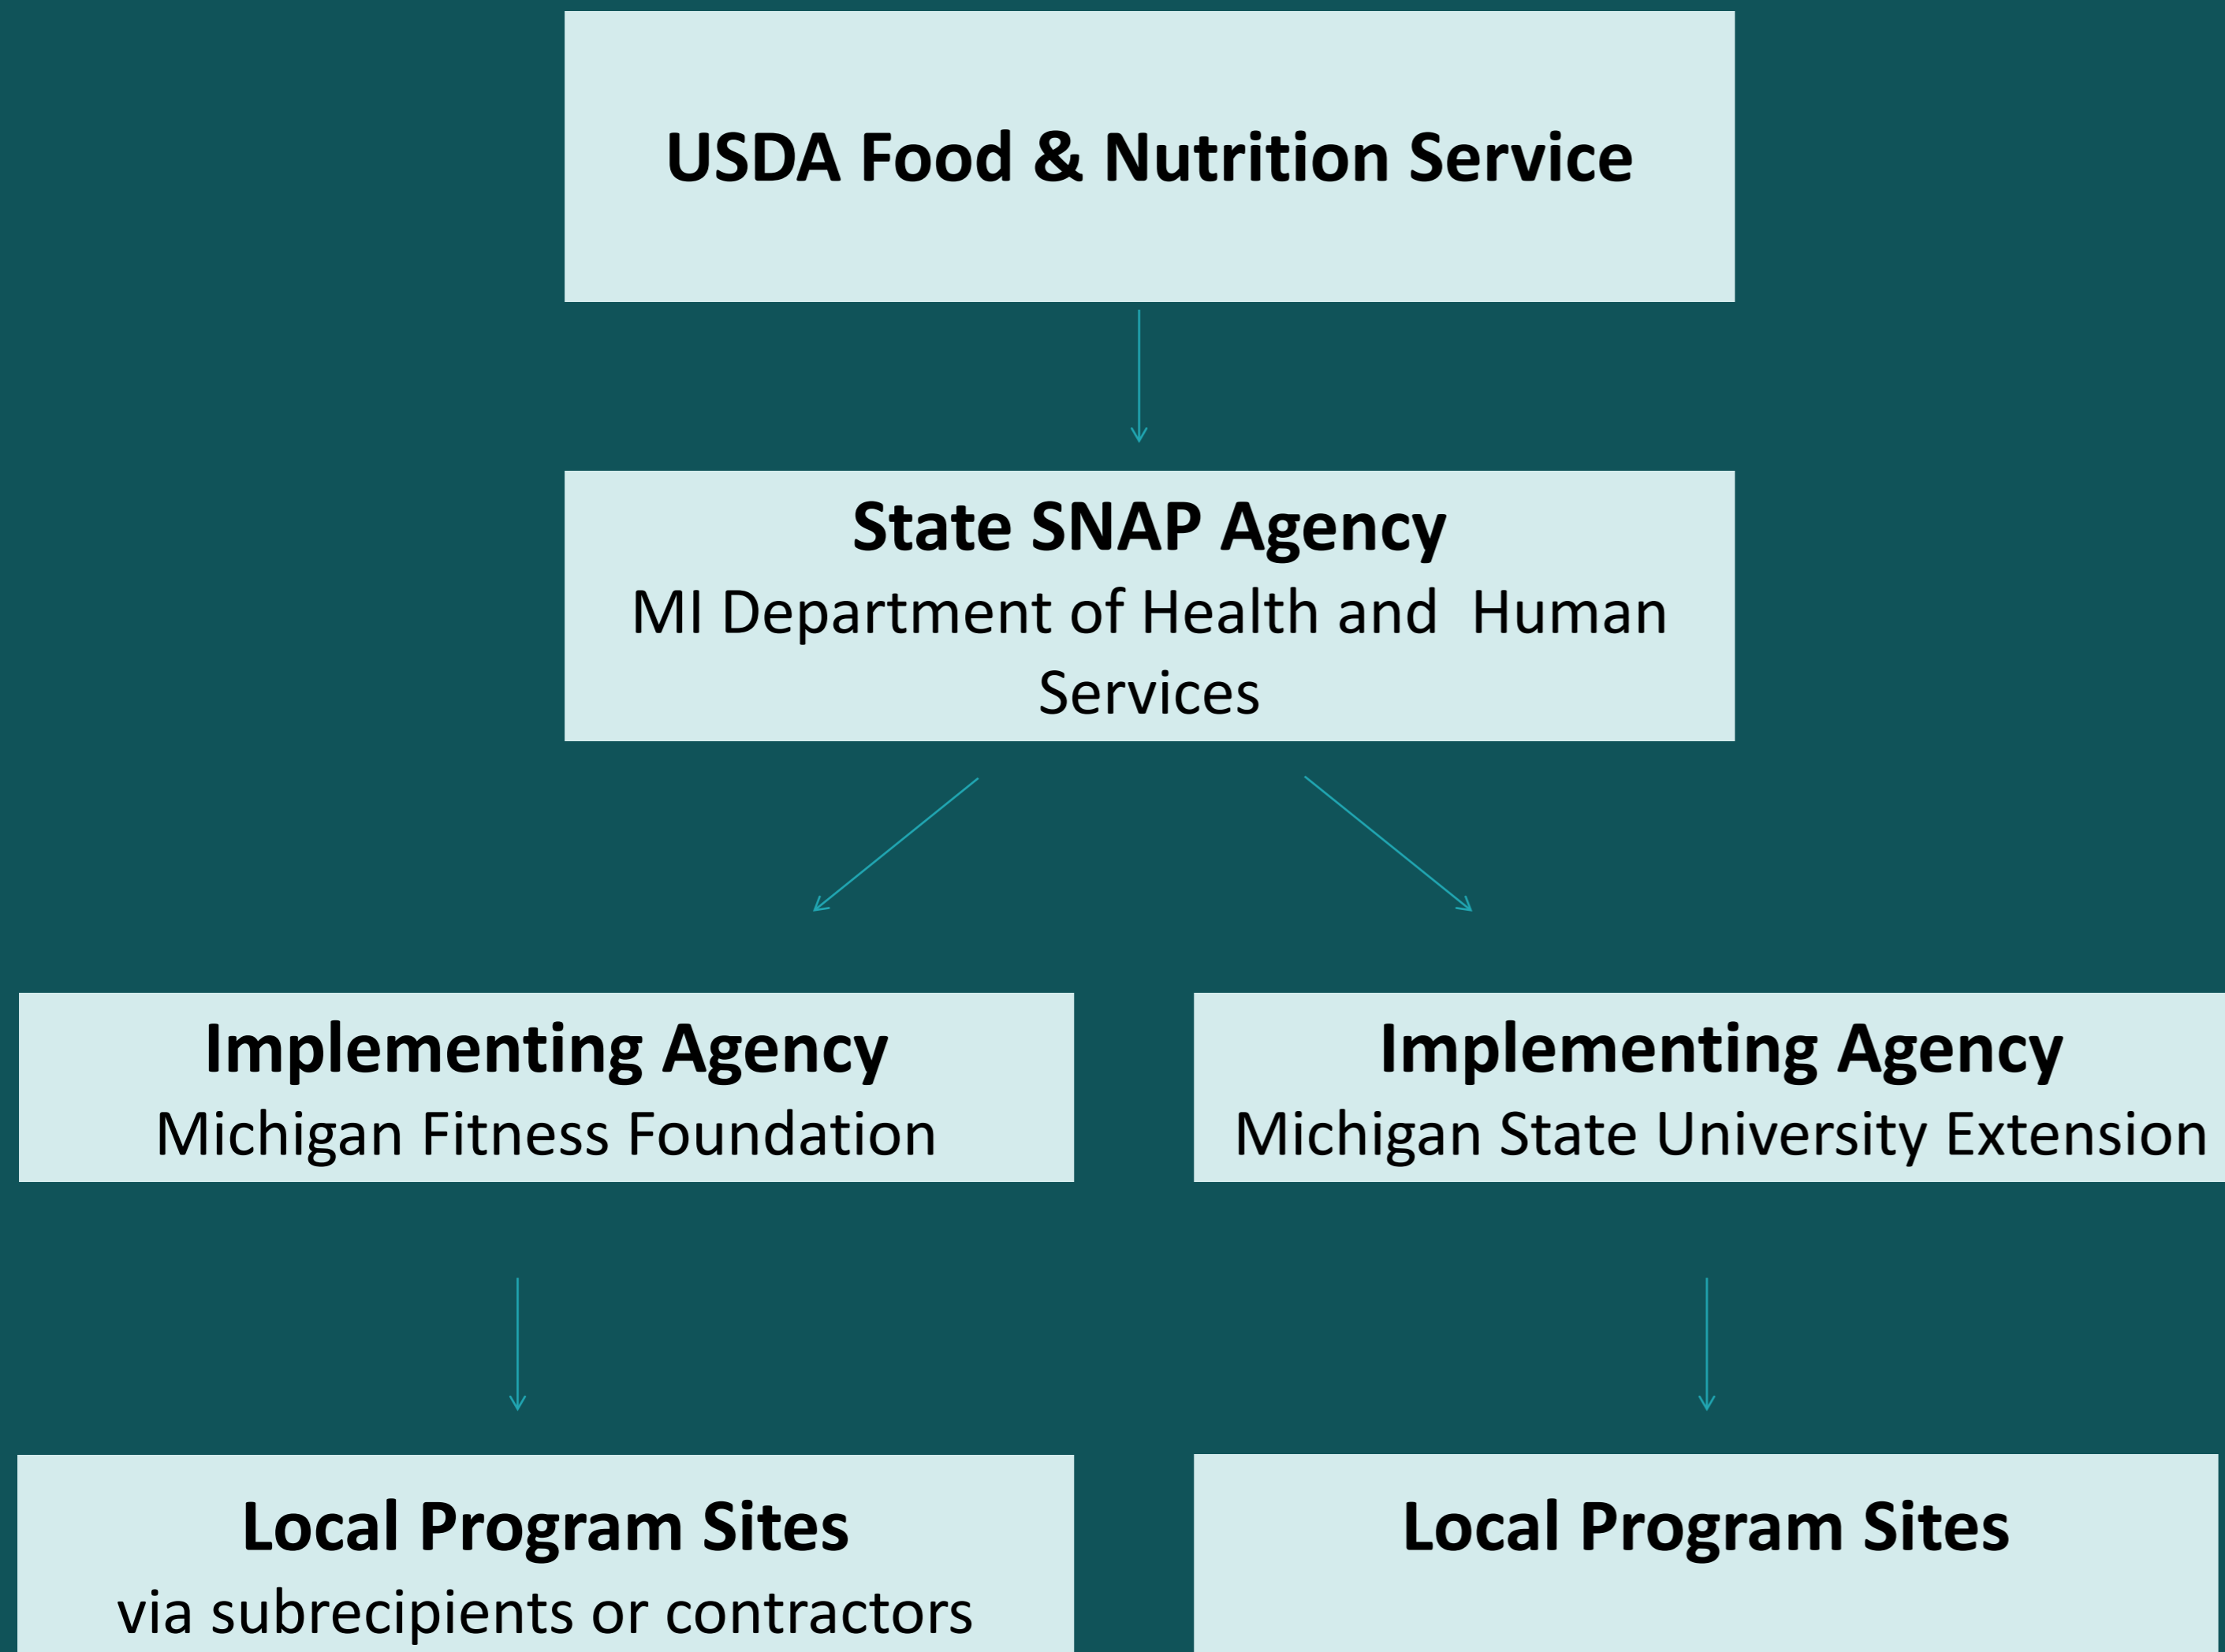 USDA Food & Nutrition Service
State SNAP Agency
MI Department of Health and  Human
Services
Implementing Agency
Michigan Fitness Foundation
Implementing Agency
Michigan State University Extension
Local Program Sites
via subrecipients or contractors
Local Program Sites